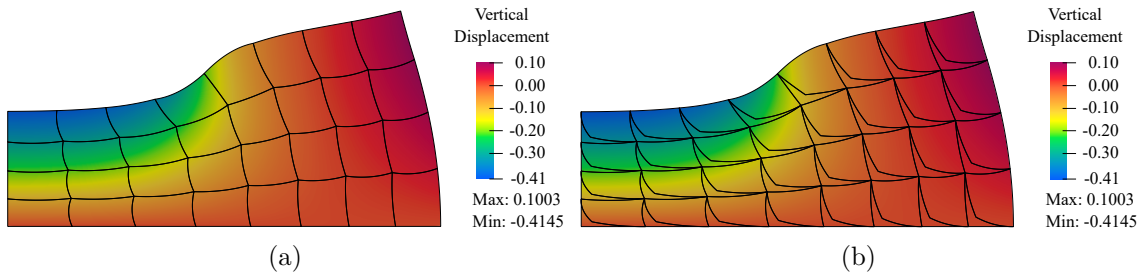 Vertical
Displacement
0.10
0.00
-0.10
-0.20
-0.30
-0.41
Max: 0.1003
Min: -0.4145
(a)
Vertical
Displacement
0.10
0.00
-0.10
-0.20
-0.30
-0.41
Max: 0.1003
Min: -0.4145
(b)